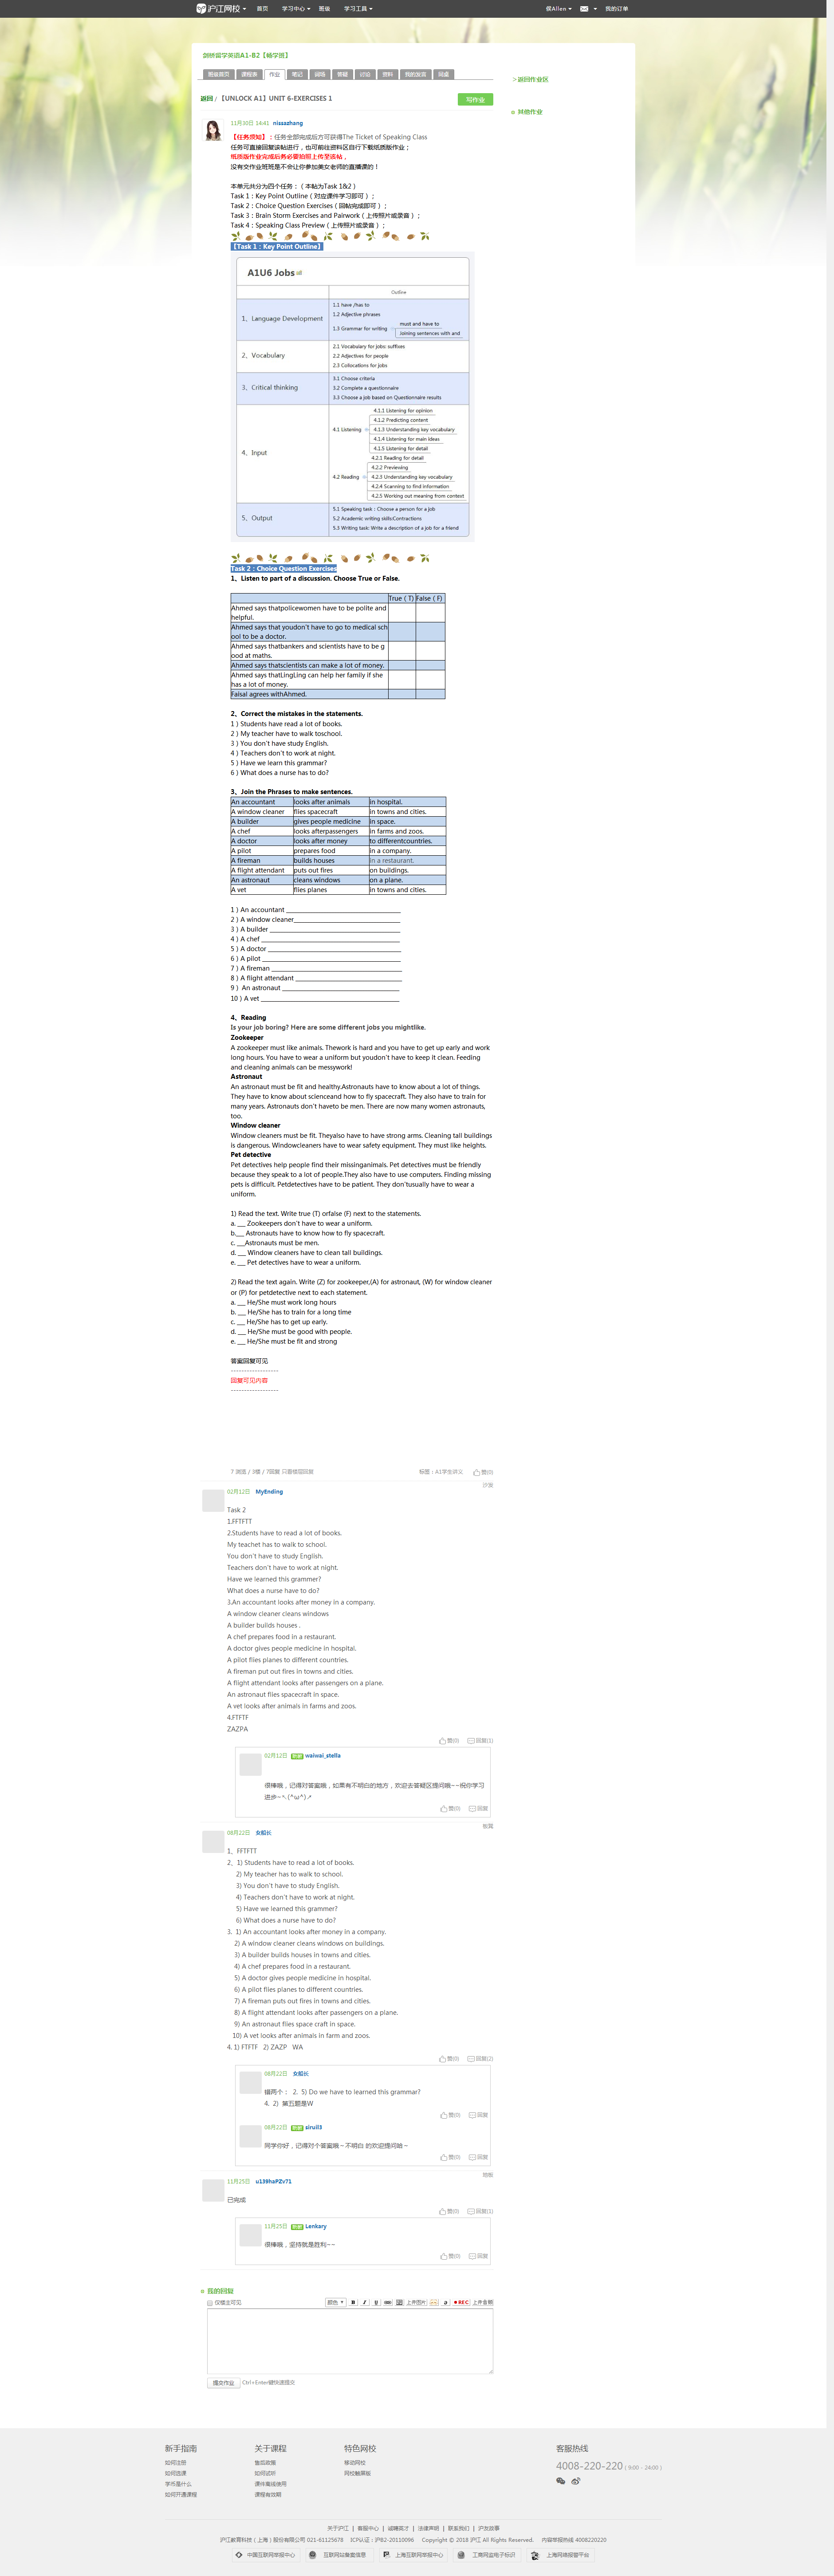 沪江网校 首页 学习中心 班级 学习工具 侯Allen 我的订单
剑桥留学英语A1-B2【畅学班】
班级首页 课程表 作业 笔记 闹钟 答疑 讨论 资料 我的发言 同桌
>返回作业区
返回 / 【UNLOCK A1】UNIT 6-EXERCISES 1
写作业
其他作业
11月30日 14:41 nissazhang
【任务须知】：任务全部完成后方可获得The Ticket of Speaking Class
任务可直接回复该帖进行，也可前往资料区自行下载纸质版作业；
纸质版作业完成后务必要拍照上传至该帖，
没有交作业班班是不会让你参加美女老师的直播课的！
本单元共分为四个任务：（本帖为Task 1&2）
Task 1：Key Point Outline（对应课件学习即可）；
Task 2：Choice Question Exercises（回帖完成即可）；
Task 3：Brain Storm Exercises and Pairwork（上传照片或录音）；
Task 4：Speaking Class Preview（上传照片或录音）；
【Task 1：Key Point Outline】
A1U6 Jobs
Outline
1、Language Development
1.1 have /has to
1.2 Adjective phrases
1.3 Grammar for writing
must and have to
Joining sentences with and
2、Vocabulary
2.1 Vocabulary for jobs: suffixes
2.2 Adjectives for people
2.3 Collocations for jobs
3、Critical thinking
3.1 Choose criteria
3.2 Complete a questionnaire
3.3 Choose a job based on Questionnaire results
4、Input
4.1 Listening
4.1.1 Listening for opinion
4.1.2 Predicting content
4.1.3 Understanding key vocabulary
4.1.4 Listening for main ideas
4.1.5 Listening for detail
4.2 Reading
4.2.1 Reading for detail
4.2.2 Previewing
4.2.3 Understanding key vocabulary
4.2.4 Scanning to find information
4.2.5 Working out meaning from context
5、Output
5.1 Speaking task：Choose a person for a job
5.2 Academic writing skills:Contractions
5.3 Writing task: Write a description of a job for a friend
Task 2：Choice Question Exercises
1、Listen to part of a discussion. Choose True or False.
True（T） False（F）
Ahmed says thatpolicewomen have to be polite and
helpful.
Ahmed says that youdon't have to go to medical sch
ool to be a doctor.
Ahmed says thatbankers and scientists have to be g
ood at maths.
Ahmed says thatscientists can make a lot of money.
Ahmed says thatLingLing can help her family if she
has a lot of money.
Faisal agrees withAhmed.
2、Correct the mistakes in the statements.
1）Students have read a lot of books.
2）My teacher have to walk toschool.
3）You don't have study English.
4）Teachers don't to work at night.
5）Have we learn this grammar?
6）What does a nurse has to do?
3、Join the Phrases to make sentences.
An accountant looks after animals in hospital.
A window cleaner flies spacecraft in towns and cities.
A builder gives people medicine in space.
A chef looks afterpassengers in farms and zoos.
A doctor looks after money to differentcountries.
A pilot prepares food in a company.
A fireman builds houses in a restaurant.
A flight attendant puts out fires on buildings.
An astronaut cleans windows on a plane.
A vet flies planes in towns and cities.
1）An accountant
2）A window cleaner
3）A builder
4）A chef
5）A doctor
6）A pilot
7）A fireman
8）A flight attendant
9） An astronaut
10）A vet
4、Reading
Is your job boring? Here are some different jobs you mightlike.
Zookeeper
A zookeeper must like animals. Thework is hard and you have to get up early and work
long hours. You have to wear a uniform but youdon't have to keep it clean. Feeding
and cleaning animals can be messywork!
Astronaut
An astronaut must be fit and healthy.Astronauts have to know about a lot of things.
They have to know about scienceand how to fly spacecraft. They also have to train for
many years. Astronauts don't haveto be men. There are now many women astronauts,
too.
Window cleaner
Window cleaners must be fit. Theyalso have to have strong arms. Cleaning tall buildings
is dangerous. Windowcleaners have to wear safety equipment. They must like heights.
Pet detective
Pet detectives help people find their missinganimals. Pet detectives must be friendly
because they speak to a lot of people.They also have to use computers. Finding missing
pets is difficult. Petdetectives have to be patient. They don'tusually have to wear a
uniform.
1) Read the text. Write true (T) orfalse (F) next to the statements.
a. ___ Zookeepers don't have to wear a uniform.
b.___ Astronauts have to know how to fly spacecraft.
c. ___Astronauts must be men.
d. ___ Window cleaners have to clean tall buildings.
e. ___ Pet detectives have to wear a uniform.
2) Read the text again. Write (Z) for zookeeper,(A) for astronaut, (W) for window cleaner
or (P) for petdetective next to each statement.
a. ___ He/She must work long hours
b. ___ He/She has to train for a long time
c. ___ He/She has to get up early.
d. ___ He/She must be good with people.
e. ___ He/She must be fit and strong
答案回复可见
------------------
回复可见内容
------------------
7 浏览 / 3楼 / 7回复 只看楼层回复 标签：A1学生讲义 赞(0)
沙发
02月12日 MyEnding
Task 2
1.FFTFTT
2.Students have to read a lot of books.
My teachet has to walk to school.
You don't have to study English.
Teachers don't have to work at night.
Have we learned this grammer?
What does a nurse have to do?
3.An accountant looks after money in a company.
A window cleaner cleans windows
A builder builds houses .
A chef prepares food in a restaurant.
A doctor gives people medicine in hospital.
A pilot flies planes to different countries.
A fireman put out fires in towns and cities.
A flight attendant looks after passengers on a plane.
An astronaut flies spacecraft in space.
A vet looks after animals in farms and zoos.
4.FTFTF
ZAZPA
赞(0) 回复(1)
02月12日 waiwai_stella
很棒哦，记得对答案哦，如果有不明白的地方，欢迎去答疑区提问哦~~祝你学习
进步~ヽ(^ω^)ﾉ
赞(0) 回复
板凳
08月22日 女船长
1、FFTFTT
2、1) Students have to read a lot of books.
2) My teacher has to walk to school.
3) You don't have to study English.
4) Teachers don't have to work at night.
5) Have we learned this grammer?
6) What does a nurse have to do?
3. 1) An accountant looks after money in a company.
2) A window cleaner cleans windows on buildings.
3) A builder builds houses in towns and cities.
4) A chef prepares food in a restaurant.
5) A doctor gives people medicine in hospital.
6) A pilot flies planes to different countries.
7) A fireman puts out fires in towns and cities.
8) A flight attendant looks after passengers on a plane.
9) An astronaut flies space craft in space.
10) A vet looks after animals in farm and zoos.
4. 1) FTFTF 2) ZAZP WA
赞(0) 回复(2)
08月22日 女船长
错两个： 2. 5) Do we have to learned this grammar?
4. 2) 第五题是W
赞(0) 回复
08月22日 siruil3
同学你好，记得对个答案哦～不明白 的欢迎提问哈～
赞(0) 回复
地板
11月25日 u138haPZv71
已完成
赞(0) 回复(1)
11月25日 Lenkary
很棒哦，坚持就是胜利~~
赞(0) 回复
我的回复
仅楼主可见 颜色 B I U 上传图片 REC 上传音频
提交作业 Ctrl+Enter键快速提交
新手指南 关于课程 特色网校 客服热线
如何注册 售后政策 移动网校 4008-220-220 ( 9:00 - 24:00 )
如何选课 如何试听 网校触屏版
学币是什么 课件离线使用
如何开通课程 课程有效期
关于沪江 | 客服中心 | 诚聘英才 | 法律声明 | 联系我们 | 沪友故事
沪江教育科技（上海）股份有限公司 021-61125678 ICP认证：沪B2-20110096 Copyright © 2018 沪江 All Rights Reserved. 内容举报热线 4008220220
中国互联网举报中心 互联网站备案信息 上海互联网举报中心 工商网监电子标识 上海网络报警平台